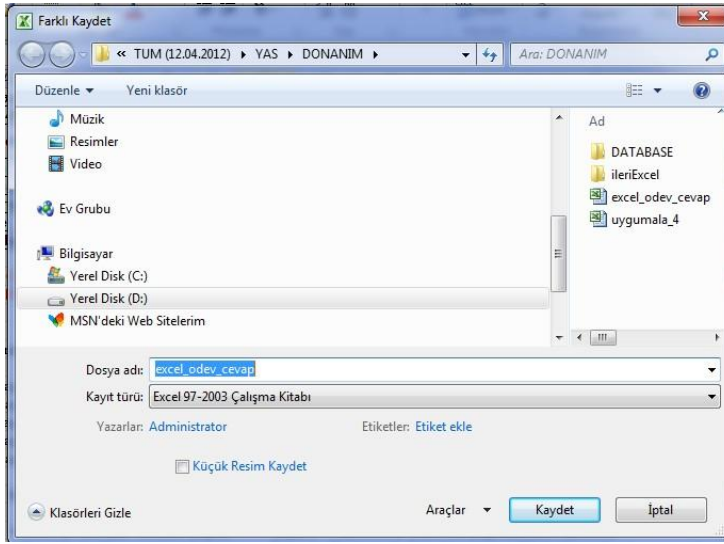 Farklı Kaydet
« TUM (12.04.2012) YAS DONANIM
Ara: DONANIM
Düzenle Yeni klasör
Müzik
Resimler
Video
Ev Grubu
Bilgisayar
Yerel Disk (C:)
Yerel Disk (D:)
MSN'deki Web Sitelerim
Ad
DATABASE
ileriExcel
excel_odev_cevap
uygumala_4
Dosya adı: excel_odev_cevap
Kayıt türü: Excel 97-2003 Çalışma Kitabı
Yazarlar: Administrator Etiketler: Etiket ekle
Küçük Resim Kaydet
Klasörleri Gizle Araçlar Kaydet İptal